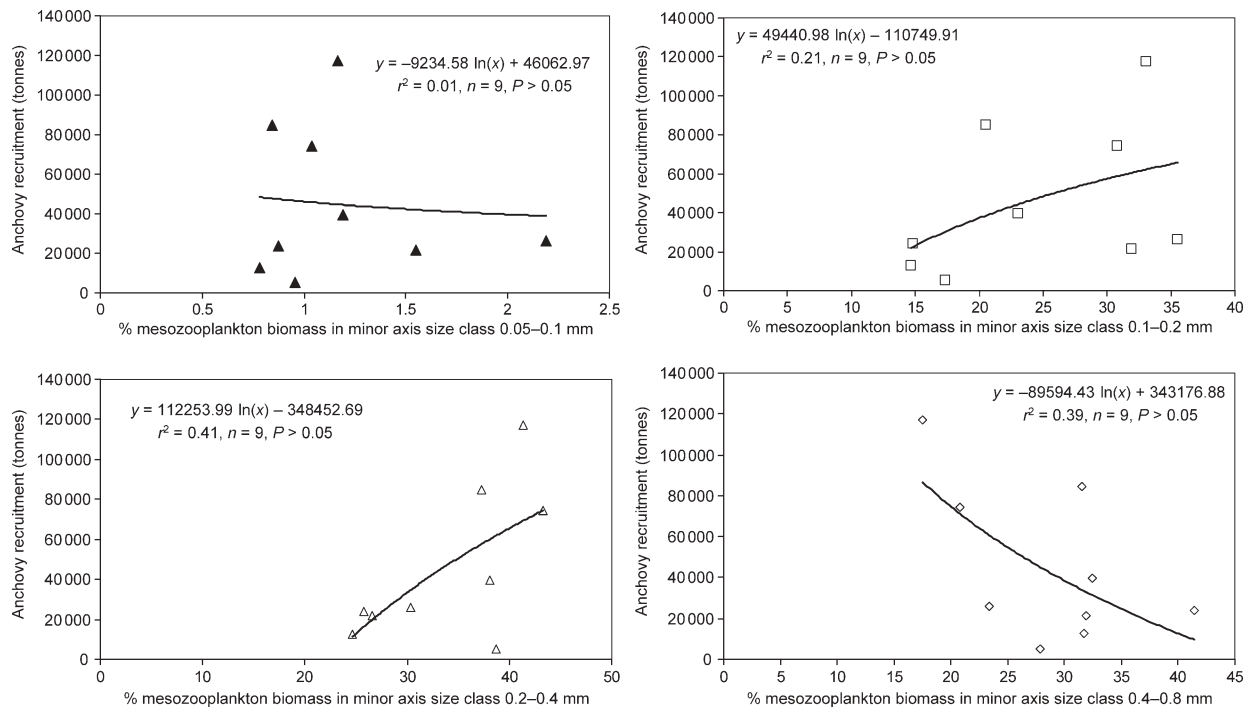 140 000
120 000
100 000
80 000
60 000
40 000
20 000
0
Anchovy recruitment (tonnes)
y = –9234.58 ln(x) + 46062.97
r² = 0.01, n = 9, P > 0.05
0 0.5 1 1.5 2 2.5
% mesozooplankton biomass in minor axis size class 0.05–0.1 mm
140 000
120 000
100 000
80 000
60 000
40 000
20 000
0
Anchovy recruitment (tonnes)
y = 49440.98 ln(x) – 110749.91
r² = 0.21, n = 9, P > 0.05
0 5 10 15 20 25 30 35 40
% mesozooplankton biomass in minor axis size class 0.1–0.2 mm
140 000
120 000
100 000
80 000
60 000
40 000
20 000
0
Anchovy recruitment (tonnes)
y = 112253.99 ln(x) – 348452.69
r² = 0.41, n = 9, P > 0.05
0 10 20 30 40 50
% mesozooplankton biomass in minor axis size class 0.2–0.4 mm
140 000
120 000
100 000
80 000
60 000
40 000
20 000
0
Anchovy recruitment (tonnes)
y = –89594.43 ln(x) + 343176.88
r² = 0.39, n = 9, P > 0.05
0 5 10 15 20 25 30 35 40 45
% mesozooplankton biomass in minor axis size class 0.4–0.8 mm